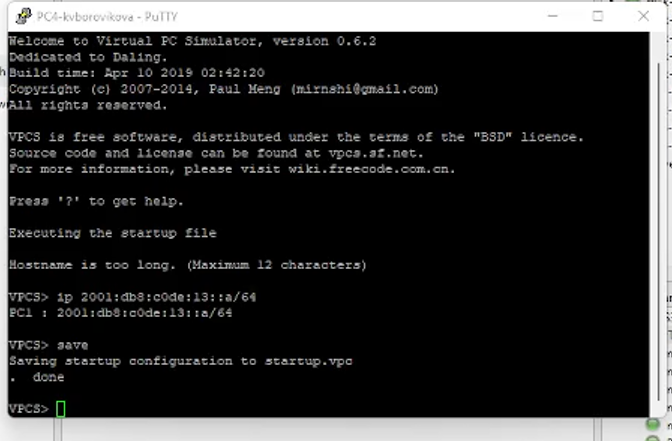 PC4-kvborovikova - PuTTY
Welcome to Virtual PC Simulator, version 0.6.2
Dedicated to Daling.
Build time: Apr 10 2019 02:42:20
Copyright (c) 2007-2014, Paul Meng (mirnshi@gmail.com)
All rights reserved.
VPCS is free software, distributed under the terms of the "BSD" licence.
Source code and license can be found at vpcs.sf.net.
For more information, please visit wiki.freecode.com.cn.
Press '?' to get help.
Executing the startup file
Hostname is too long. (Maximum 12 characters)
VPCS> ip 2001:db8:c0de:13::a/64
PC1 : 2001:db8:c0de:13::a/64
VPCS> save
Saving startup configuration to startup.vpc
.  done
VPCS>